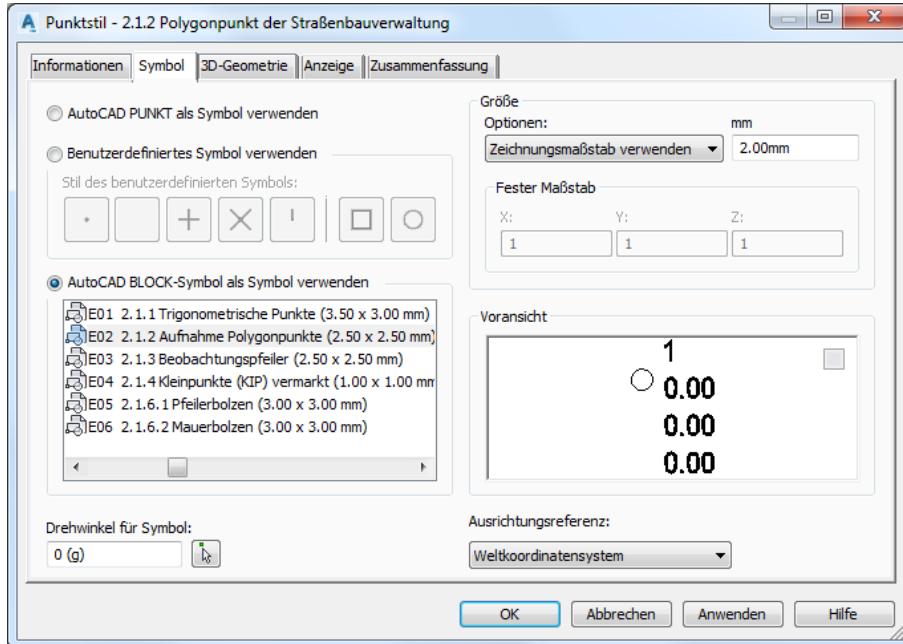 Punktstil - 2.1.2 Polygonpunkt der Straßenbauverwaltung
Informationen Symbol 3D-Geometrie Anzeige Zusammenfassung
AutoCAD PUNKT als Symbol verwenden
Benutzerdefiniertes Symbol verwenden
Stil des benutzerdefinierten Symbols:
AutoCAD BLOCK-Symbol als Symbol verwenden
E01 2.1.1 Trigonometrische Punkte (3.50 x 3.00 mm)
E02 2.1.2 Aufnahme Polygonpunkte (2.50 x 2.50 mm)
E03 2.1.3 Beobachtungspfeiler (2.50 x 2.50 mm)
E04 2.1.4 Kleinpunkte (KIP) vermarkt (1.00 x 1.00 mm
E05 2.1.6.1 Pfeilerbolzen (3.00 x 3.00 mm)
E06 2.1.6.2 Mauerbolzen (3.00 x 3.00 mm)
Drehwinkel für Symbol:
0 (g)
Größe
Optionen: mm
Zeichnungsmaßstab verwenden 2.00mm
Fester Maßstab
X: Y: Z:
1 1 1
Voransicht
1
0.00
0.00
0.00
Ausrichtungsreferenz:
Weltkoordinatensystem
OK Abbrechen Anwenden Hilfe